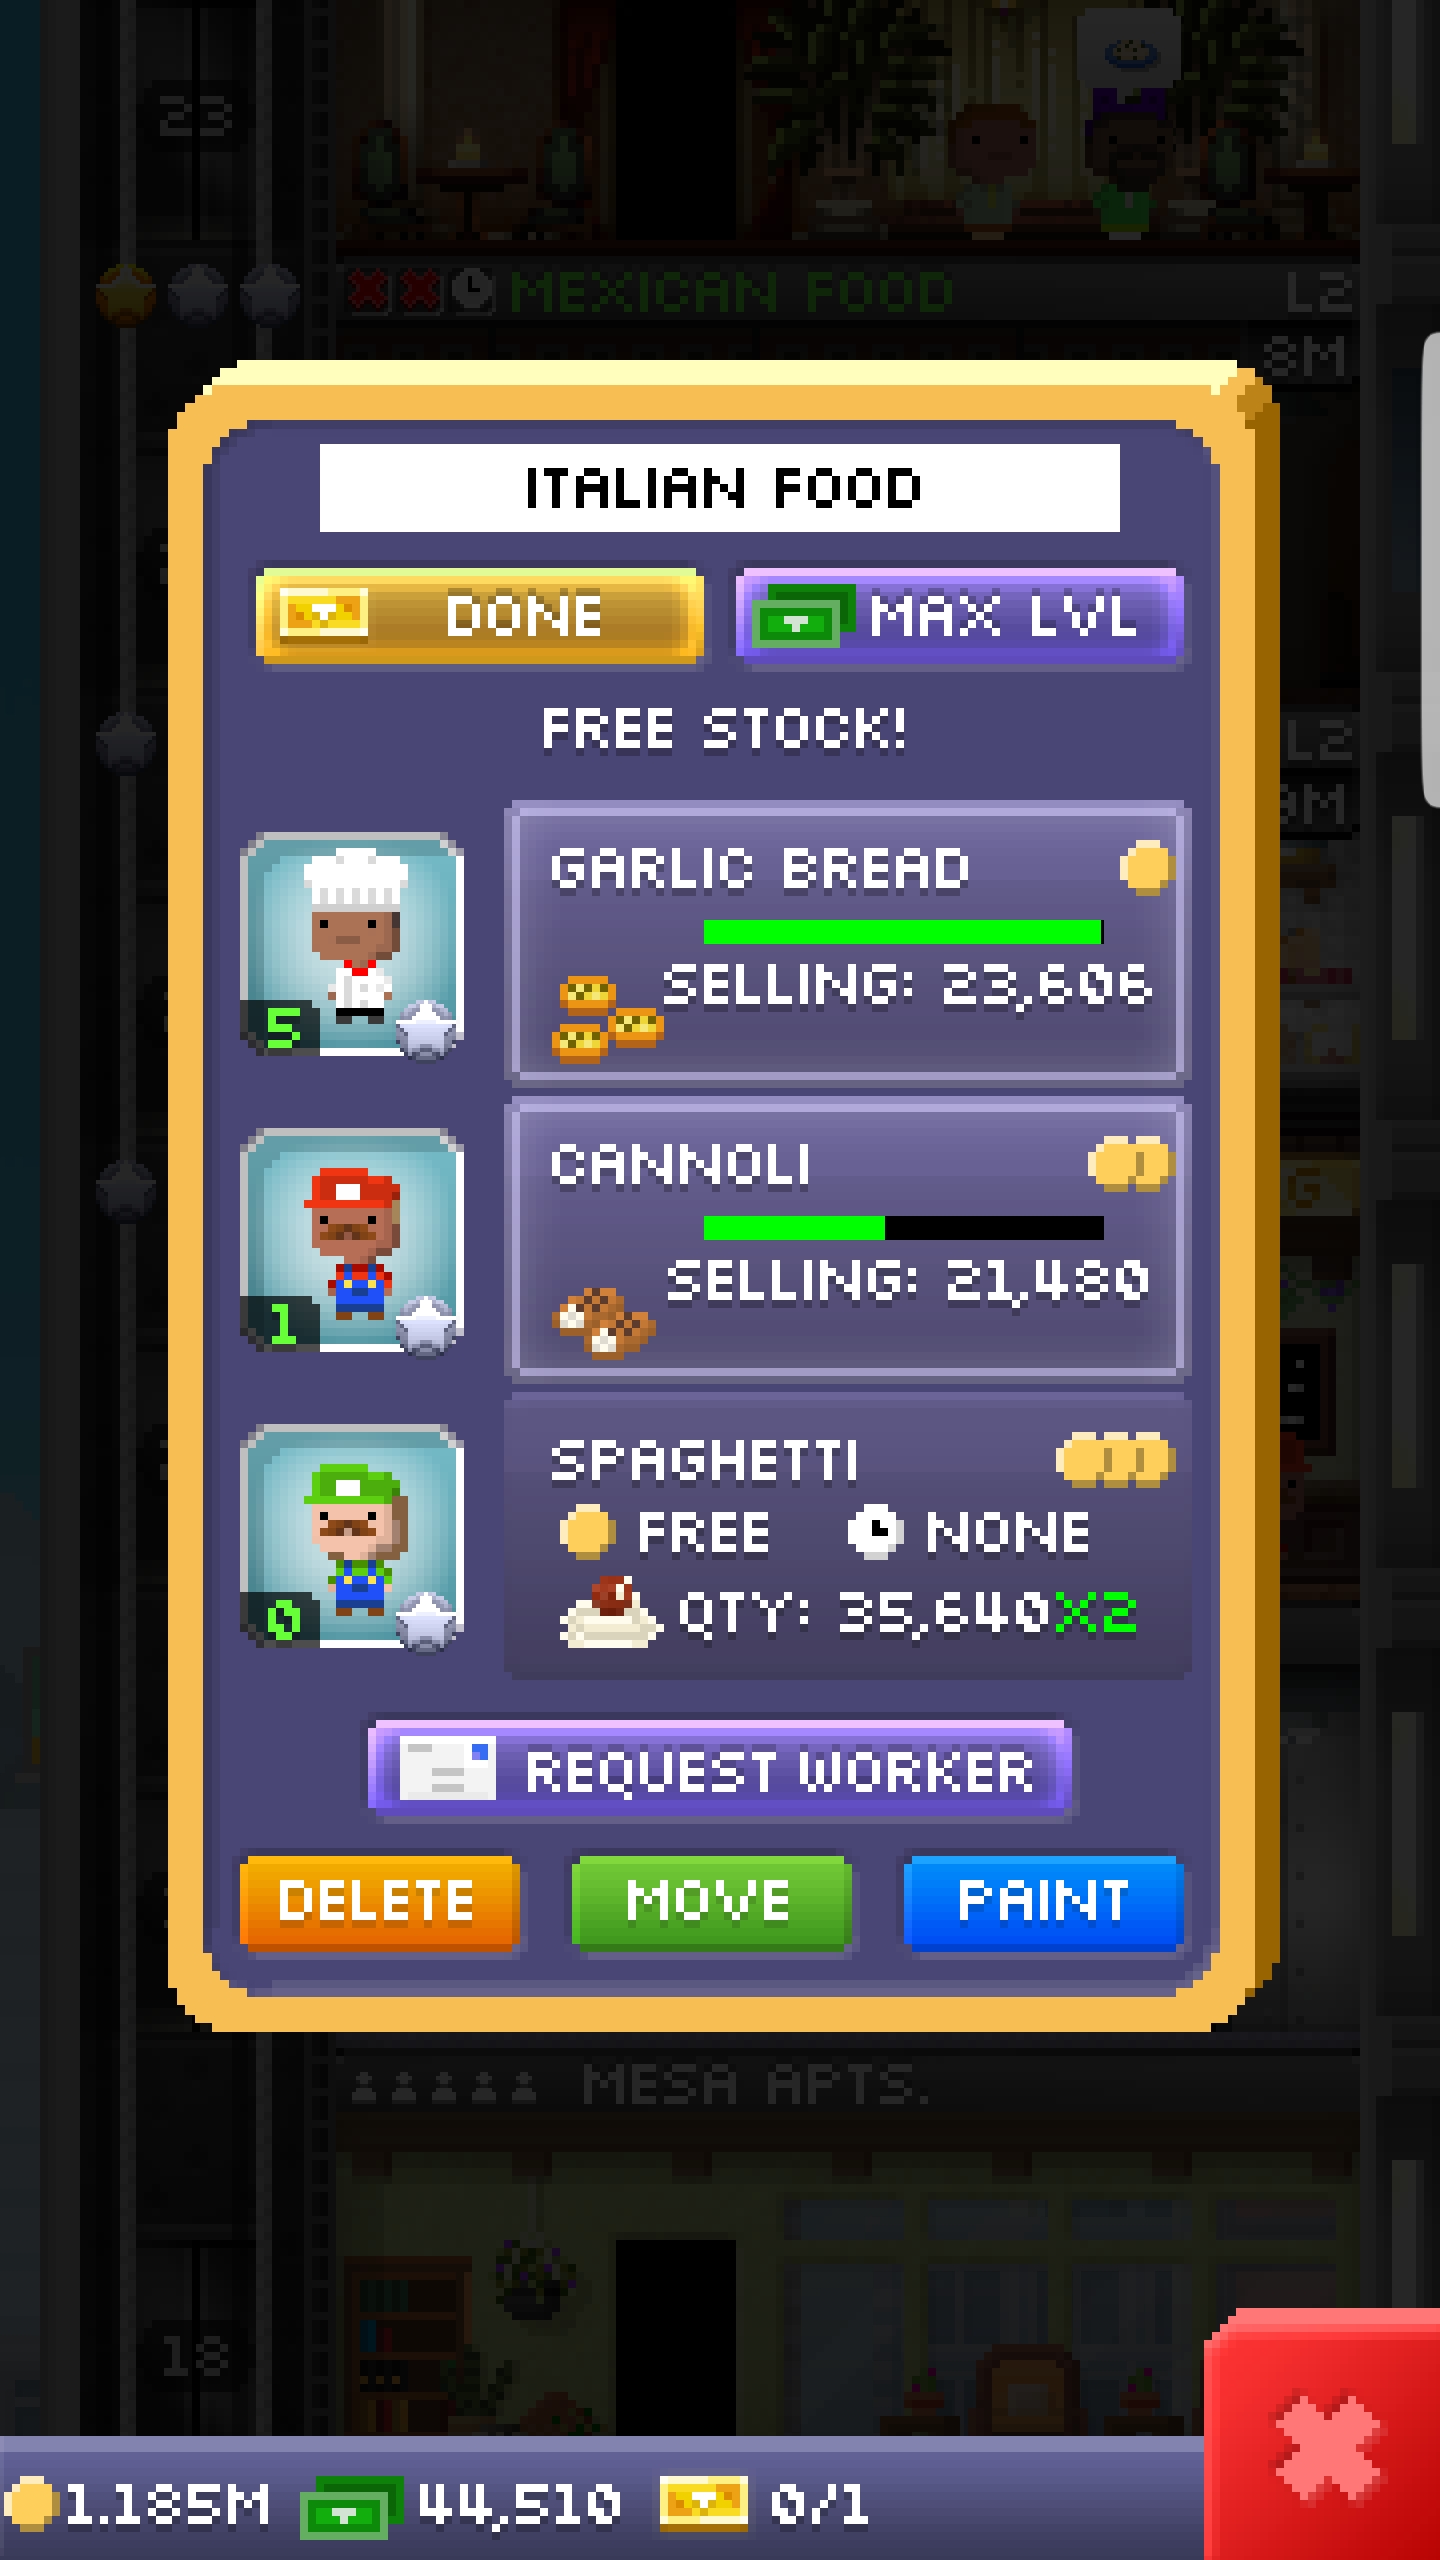 23
MEXICAN FOOD L2
8M
ITALIAN FOOD
DONE MAX LVL
FREE STOCK!
L2
9M
GARLIC BREAD
SELLING: 23,606
5
CANNOLI
SELLING: 21,480
1
SPAGHETTI
FREE NONE
QTY: 35,640X2
0
REQUEST WORKER
DELETE MOVE PAINT
MESA APTS.
18
1.185M 44,510 0/1